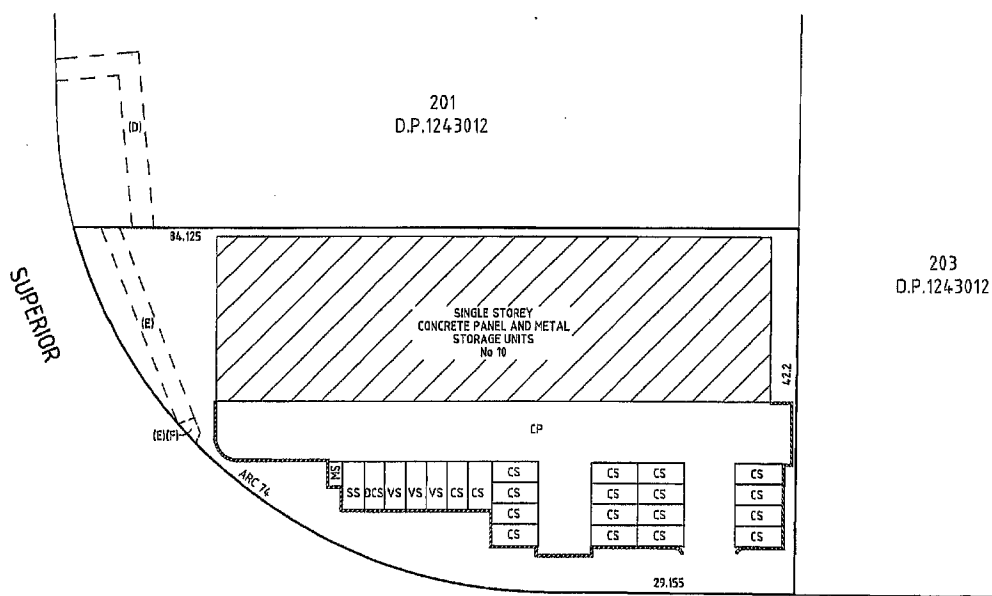 201
D.P.1243012
(D)
84.125
203
D.P.1243012
SUPERIOR
(E)
SINGLE STOREY
CONCRETE PANEL AND METAL
STORAGE UNITS
No 10
42.2
(E)(F)
CP
ARC 74
MS
SS DCS VS VS VS CS CS
CS CS CS CS
CS CS CS CS
CS CS CS CS
CS CS CS CS
29.155